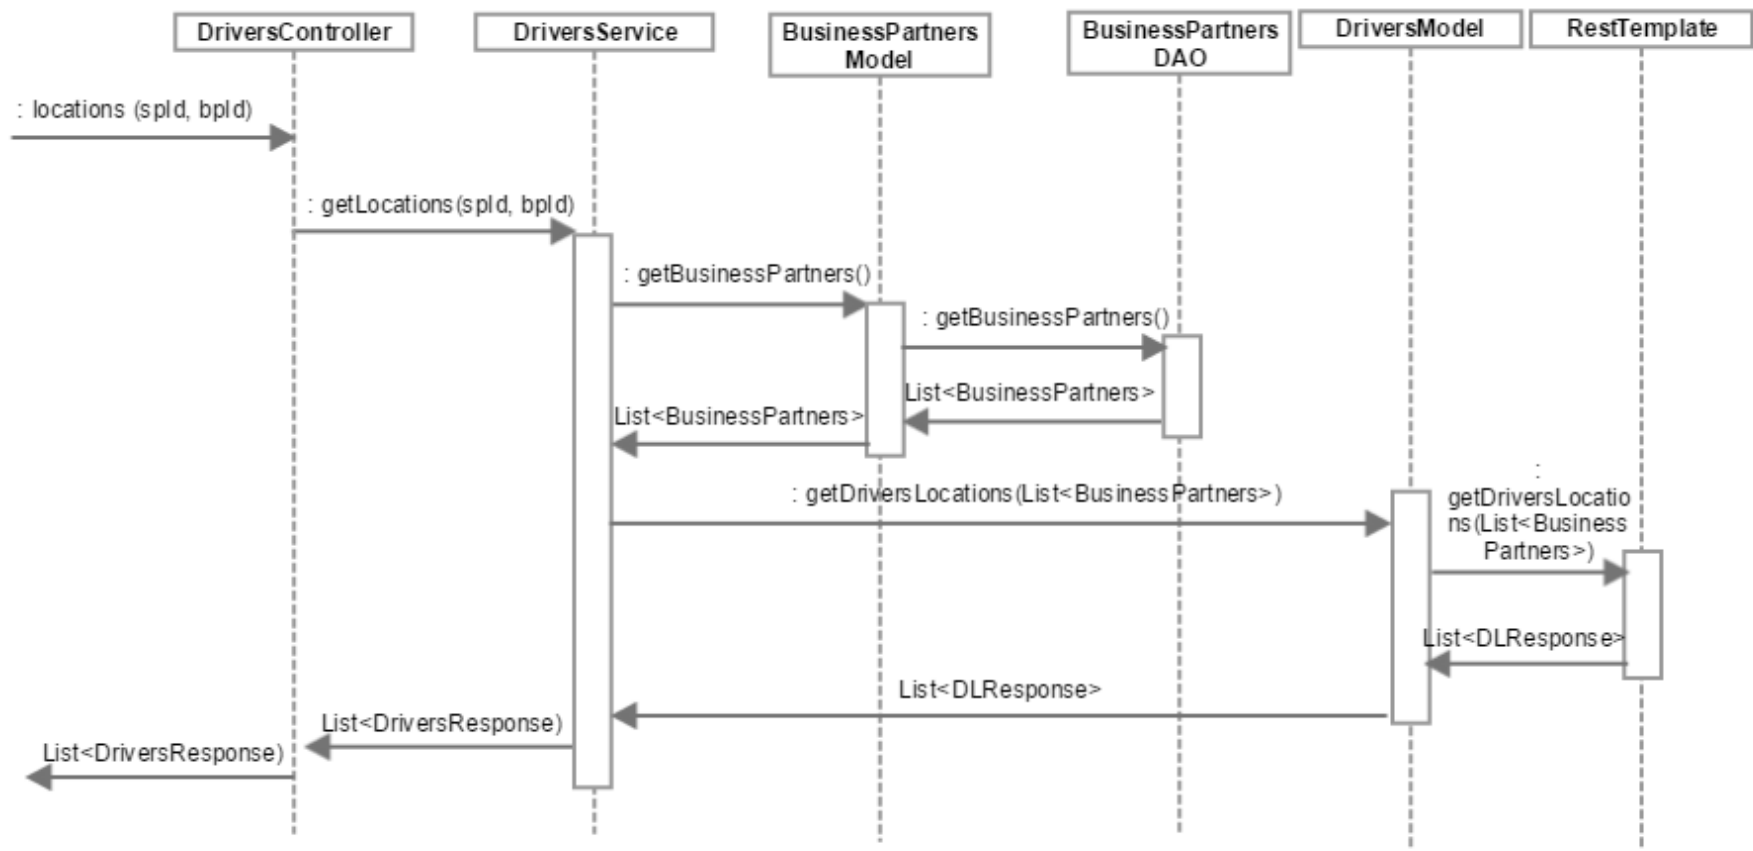 DriversController
DriversService
BusinessPartners
Model
BusinessPartners
DAO
DriversModel
RestTemplate
: locations (spId, bpId)
: getLocations(spId, bpId)
: getBusinessPartners()
: getBusinessPartners()
List<BusinessPartners>
List<BusinessPartners>
: getDriversLocations(List<BusinessPartners>)
:
getDriversLocatio
ns(List<Business
Partners>)
List<DLResponse>
List<DLResponse>
List<DriversResponse)
List<DriversResponse)